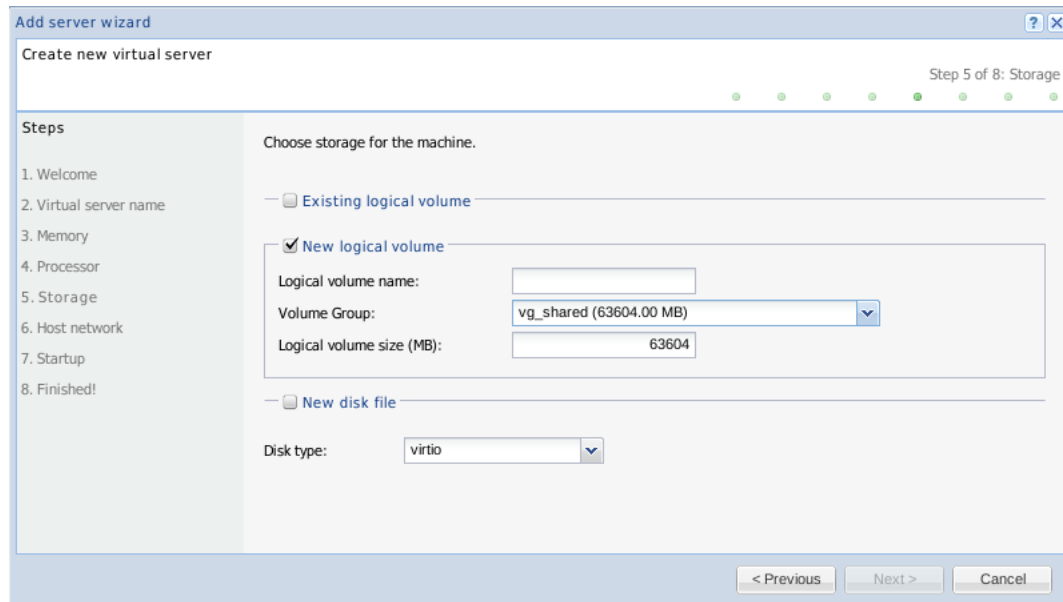 Add server wizard
?
Create new virtual server
Step 5 of 8: Storage
Steps
1. Welcome
2. Virtual server name
3. Memory
4. Processor
5. Storage
6. Host network
7. Startup
8. Finished!
Choose storage for the machine.
Existing logical volume
New logical volume
Logical volume name:
Volume Group: vg_shared (63604.00 MB)
Logical volume size (MB): 63604
New disk file
Disk type: virtio
< Previous Next > Cancel